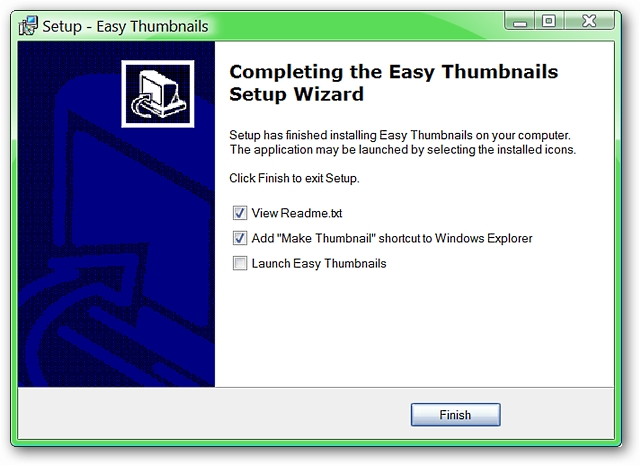 Setup - Easy Thumbnails
Completing the Easy Thumbnails
Setup Wizard
Setup has finished installing Easy Thumbnails on your computer.
The application may be launched by selecting the installed icons.
Click Finish to exit Setup.
View Readme.txt
Add "Make Thumbnail" shortcut to Windows Explorer
Launch Easy Thumbnails
Finish